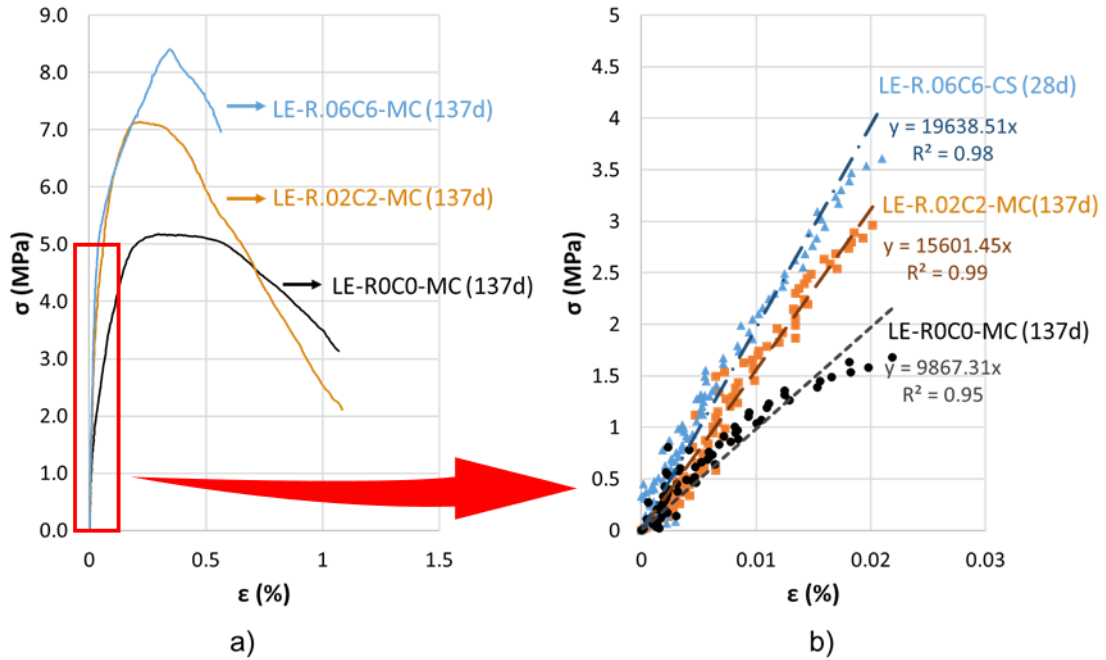 9.0
8.0
7.0
6.0
5.0
4.0
3.0
2.0
1.0
0.0
σ (MPa)
LE-R.06C6-MC (137d)
LE-R.02C2-MC (137d)
LE-R0C0-MC (137d)
0
0.5
1
1.5
ε (%)
a)
5
4.5
4
3.5
3
2.5
2
1.5
1
0.5
0
σ (MPa)
LE-R.06C6-CS (28d)
y = 19638.51x
R² = 0.98
LE-R.02C2-MC(137d)
y = 15601.45x
R² = 0.99
LE-R0C0-MC (137d)
y = 9867.31x
R² = 0.95
0
0.01
0.02
0.03
ε (%)
b)